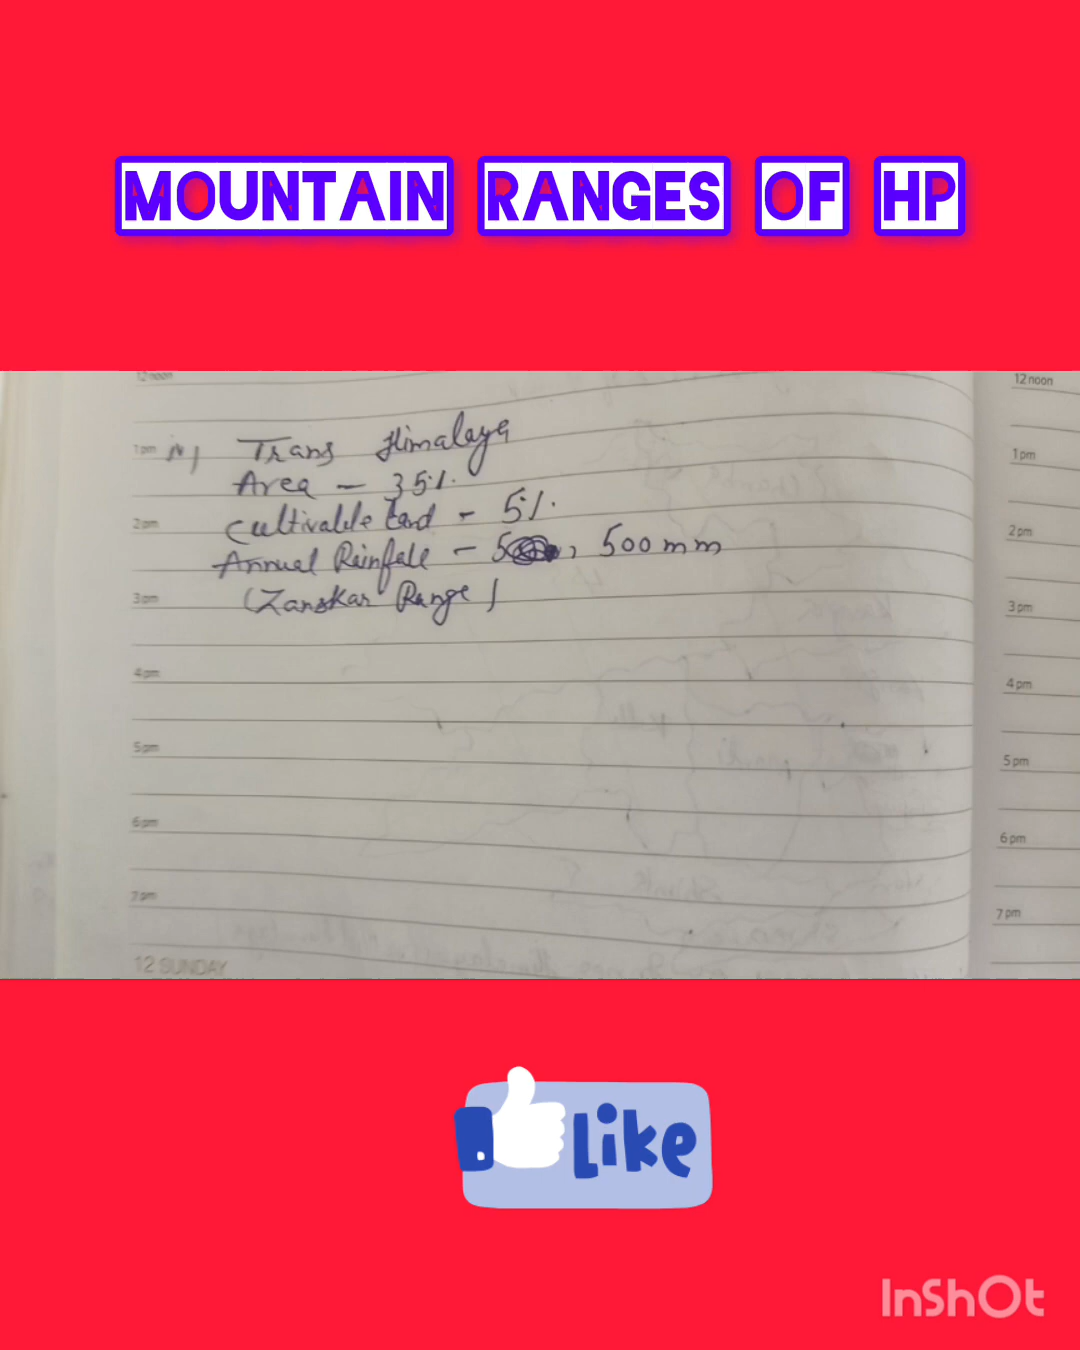 MOUNTAIN RANGES OF HP
12 noon
12 noon
1 pm iv) Trans Himalaya
1 pm
Area - 35%.
2 pm Cultivable Land - 5%.
2 pm
Annual Rainfall - 500 mm
3 pm (Zanskar Range)
3 pm
4 pm
4 pm
5 pm
5 pm
6 pm
6 pm
7 pm
7 pm
12 SUNDAY
Like
InShOt